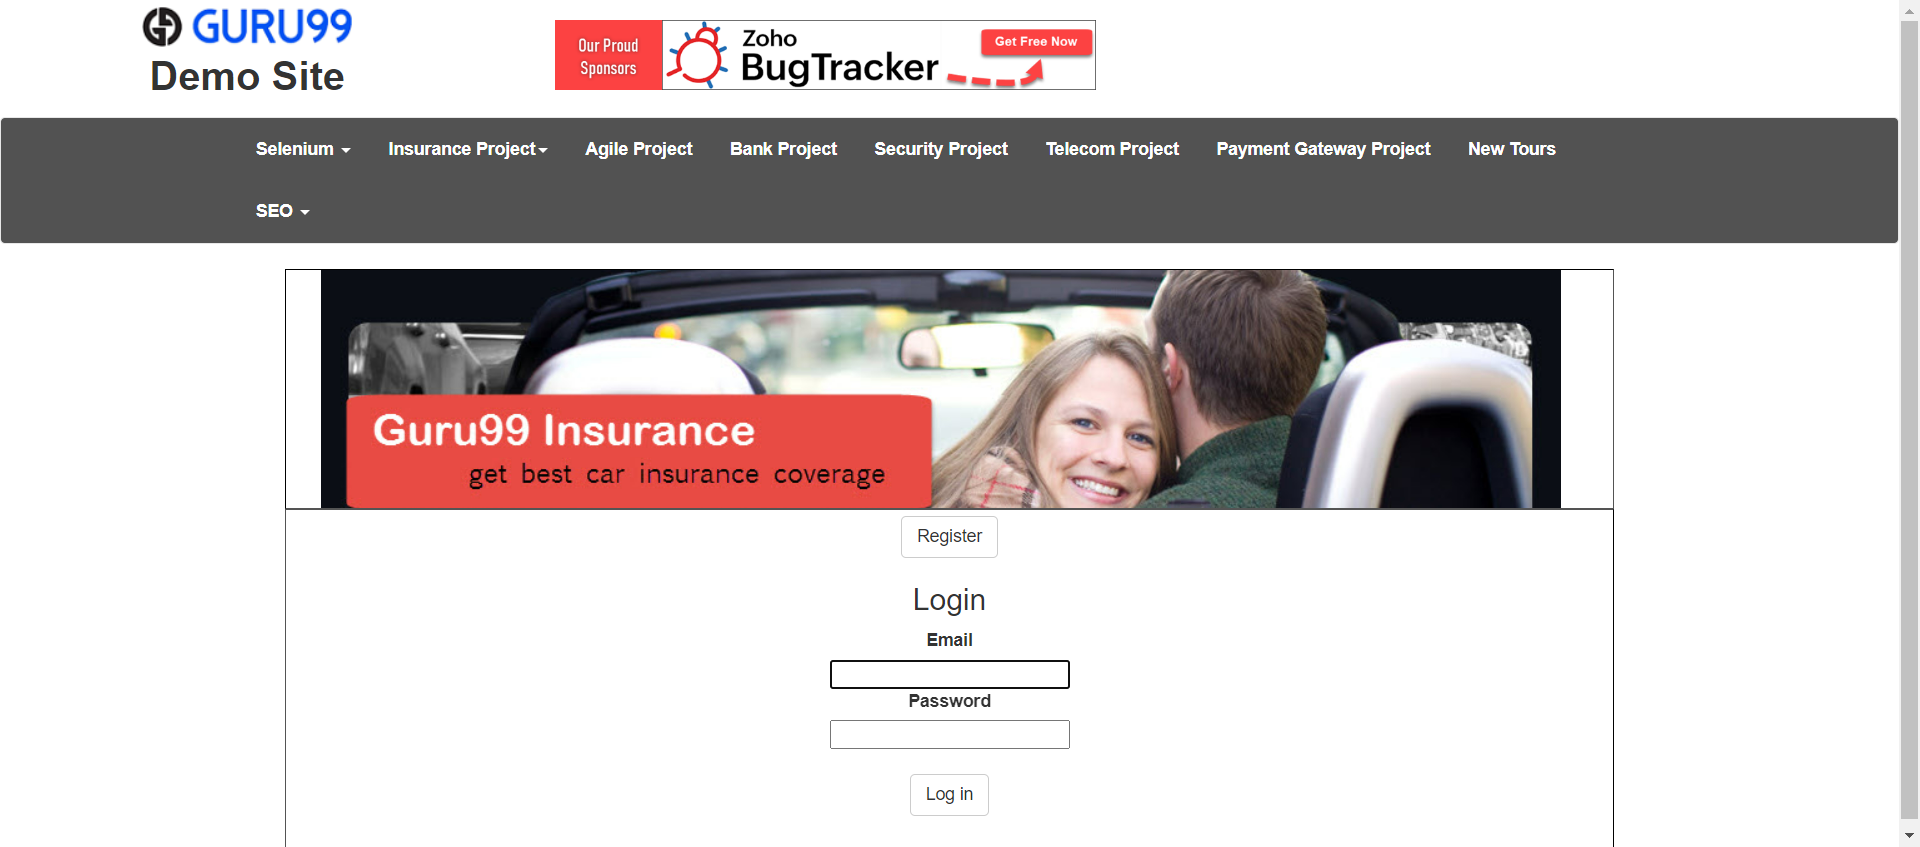 GURU99
Demo Site
Our Proud
Sponsors
Zoho
BugTracker
Get Free Now
Selenium
Insurance Project
Agile Project
Bank Project
Security Project
Telecom Project
Payment Gateway Project
New Tours
SEO
Guru99 Insurance
get best car insurance coverage
Register
Login
Email
Password
Log in